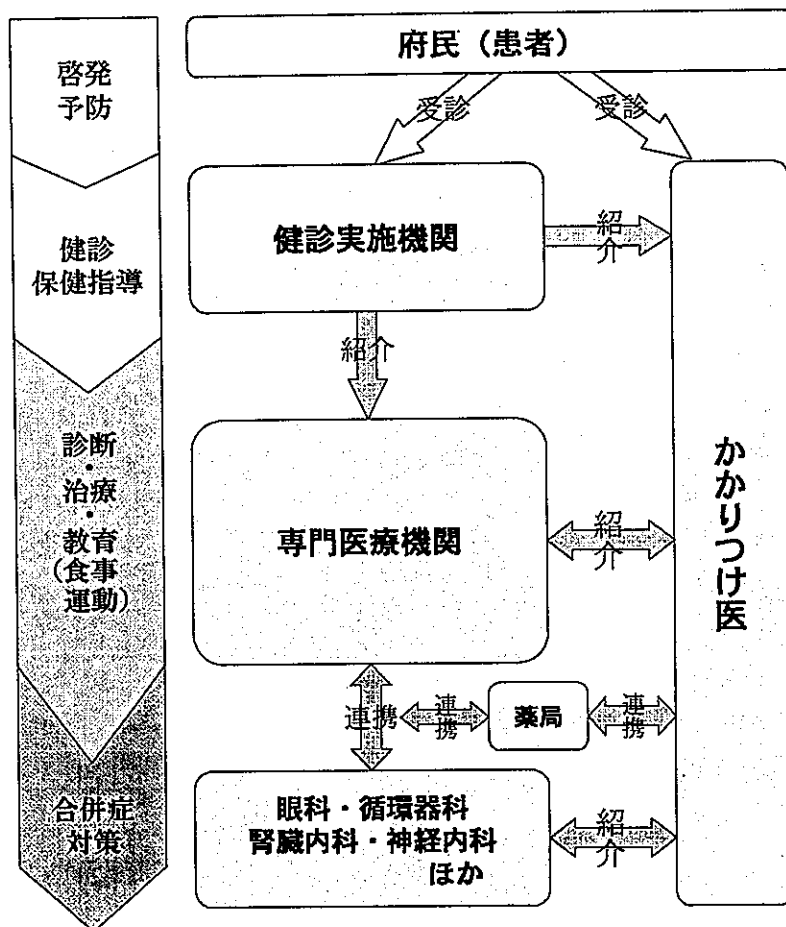 啓発
予防
健診
保健指導
診断
・
治療
・
教育
(食事
運動)
合併症
対策
府民（患者）
受診
受診
健診実施機関
紹
介
紹介
専門医療機関
紹
介
かかりつけ医
連携
連
携
薬局
連
携
眼科・循環器科
腎臓内科・神経内科
ほか
紹
介